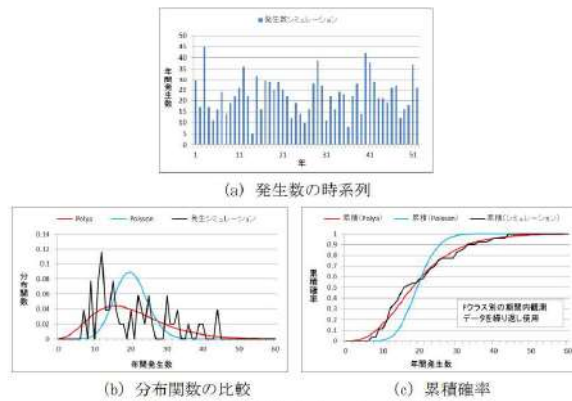 発生数シミュレーション
年間発生数
50
45
40
35
30
25
20
15
10
5
0
1 11 21 31 41 51
年
(a) 発生数の時系列
Polya Poisson 発生シミュレーション
分布関数
0.14
0.12
0.1
0.08
0.06
0.04
0.02
0
0 10 20 30 40 50 60
年間発生数
(b) 分布関数の比較
累積(Polya) 累積(Poisson) 累積(シミュレーション)
累積確率
1
0.9
0.8
0.7
0.6
0.5
0.4
0.3
0.2
0.1
0
Fクラス別の期間内観測
データを繰り返し使用
0 10 20 30 40 50 60
年間発生数
(c) 累積確率